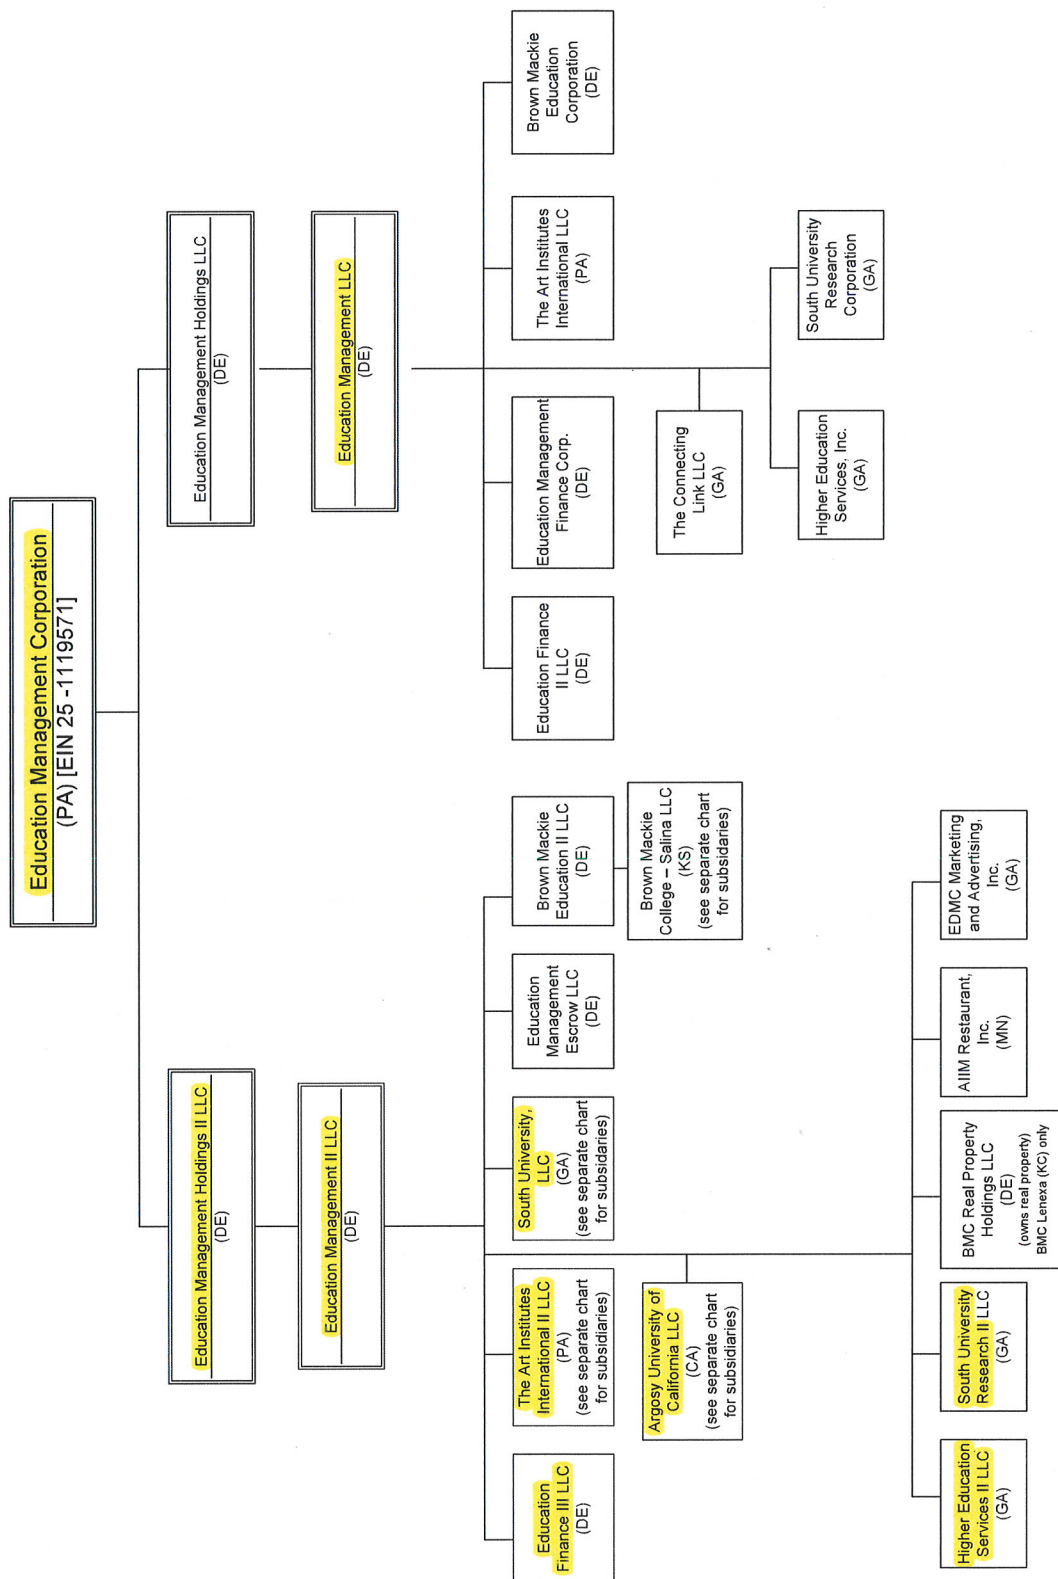 Education Management Corporation
(PA) [EIN 25 -1119571]
Education Management Holdings II LLC
(DE)
Education Management Holdings LLC
(DE)
Education Management II LLC
(DE)
Education Management LLC
(DE)
Education
Finance III LLC
(DE)
The Art Institutes
International II LLC
(PA)
(see separate chart
for subsidiaries)
South University,
LLC
(GA)
(see separate chart
for subsidaries)
Education
Management
Escrow LLC
(DE)
Brown Mackie
Education II LLC
(DE)
Education Finance
II LLC
(DE)
Education Management
Finance Corp.
(DE)
The Art Institutes
International LLC
(PA)
Brown Mackie
Education
Corporation
(DE)
Argosy University of
California LLC
(CA)
(see separate chart
for subsidiaries)
Brown Mackie
College – Salina LLC
(KS)
(see separate chart
for subsidaries)
The Connecting
Link LLC
(GA)
Higher Education
Services, Inc.
(GA)
South University
Research
Corporation
(GA)
Higher Education
Services II LLC
(GA)
South University
Research II LLC
(GA)
BMC Real Property
Holdings LLC
(DE)
(owns real property)
BMC Lenexa (KC) only
AIIM Restaurant,
Inc.
(MN)
EDMC Marketing
and Advertising,
Inc.
(GA)